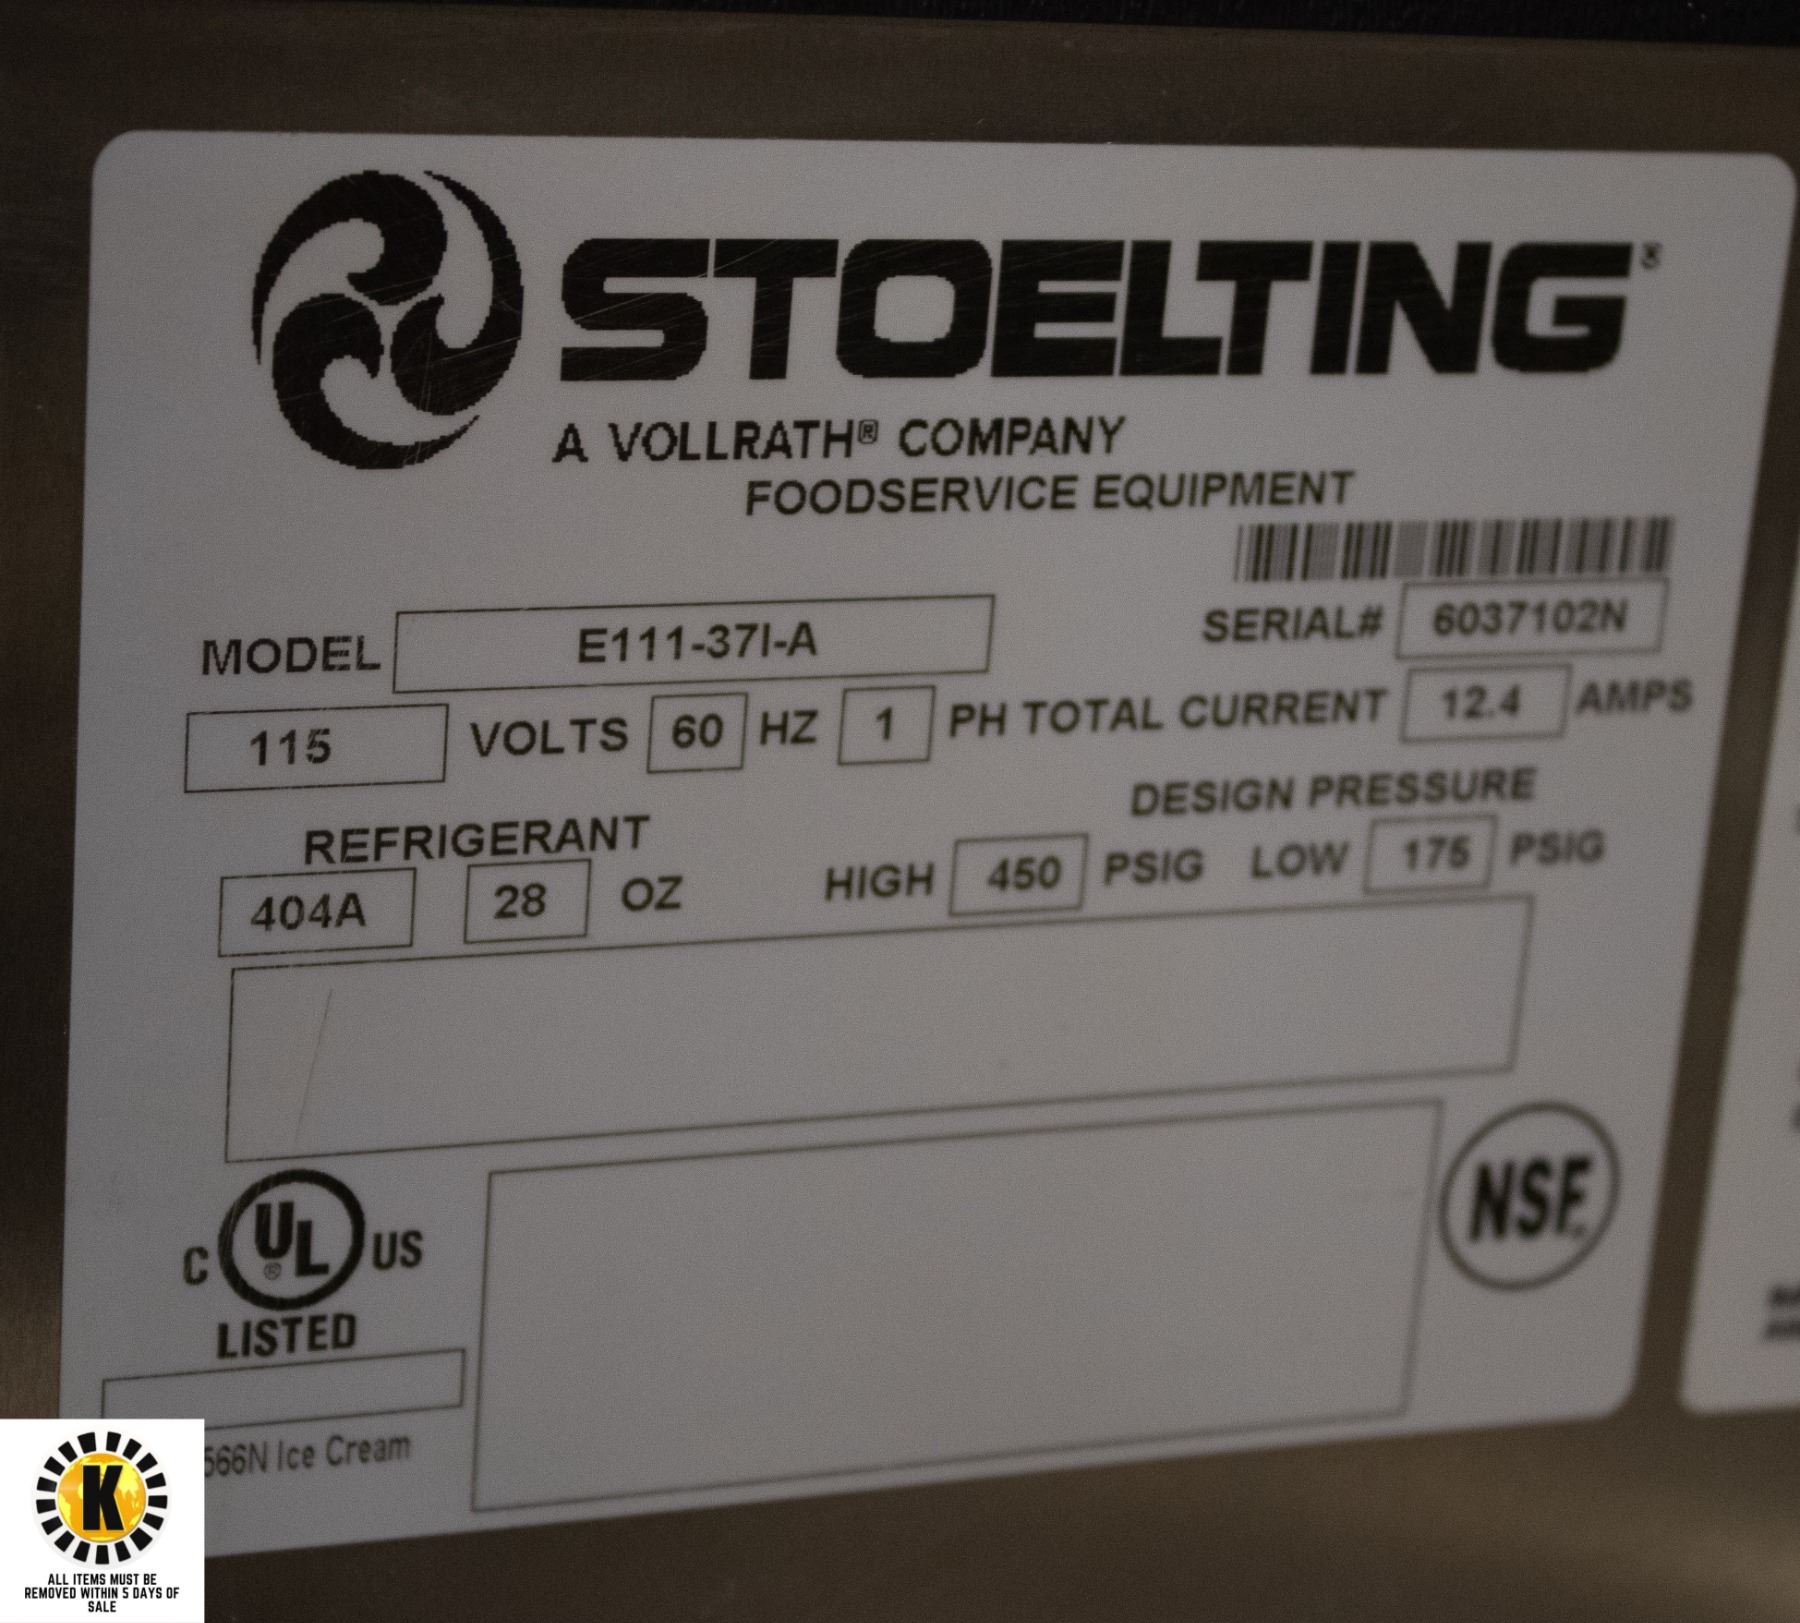 STOELTING®
A VOLLRATH® COMPANY
FOODSERVICE EQUIPMENT
MODEL E111-37I-A SERIAL# 6037102N
115 VOLTS 60 HZ 1 PH TOTAL CURRENT 12.4 AMPS
REFRIGERANT DESIGN PRESSURE
404A 28 OZ HIGH 450 PSIG LOW 175 PSIG
C UL® US
LISTED
NSF
566N Ice Cream
K
ALL ITEMS MUST BE
REMOVED WITHIN 5 DAYS OF
SALE